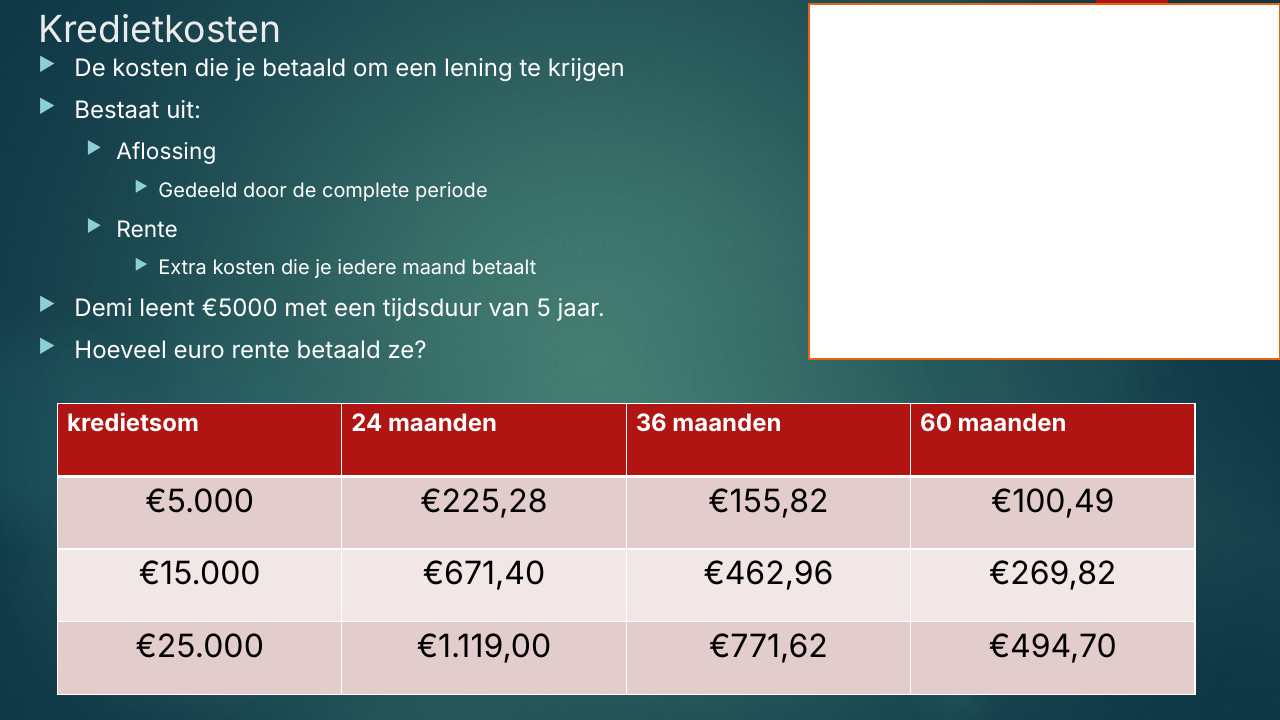 Kredietkosten
De kosten die je betaald om een lening te krijgen
Bestaat uit:
Aflossing
Gedeeld door de complete periode
Rente
Extra kosten die je iedere maand betaalt
Demi leent €5000 met een tijdsduur van 5 jaar.
Hoeveel euro rente betaald ze?
kredietsom 24 maanden 36 maanden 60 maanden
€5.000 €225,28 €155,82 €100,49
€15.000 €671,40 €462,96 €269,82
€25.000 €1.119,00 €771,62 €494,70